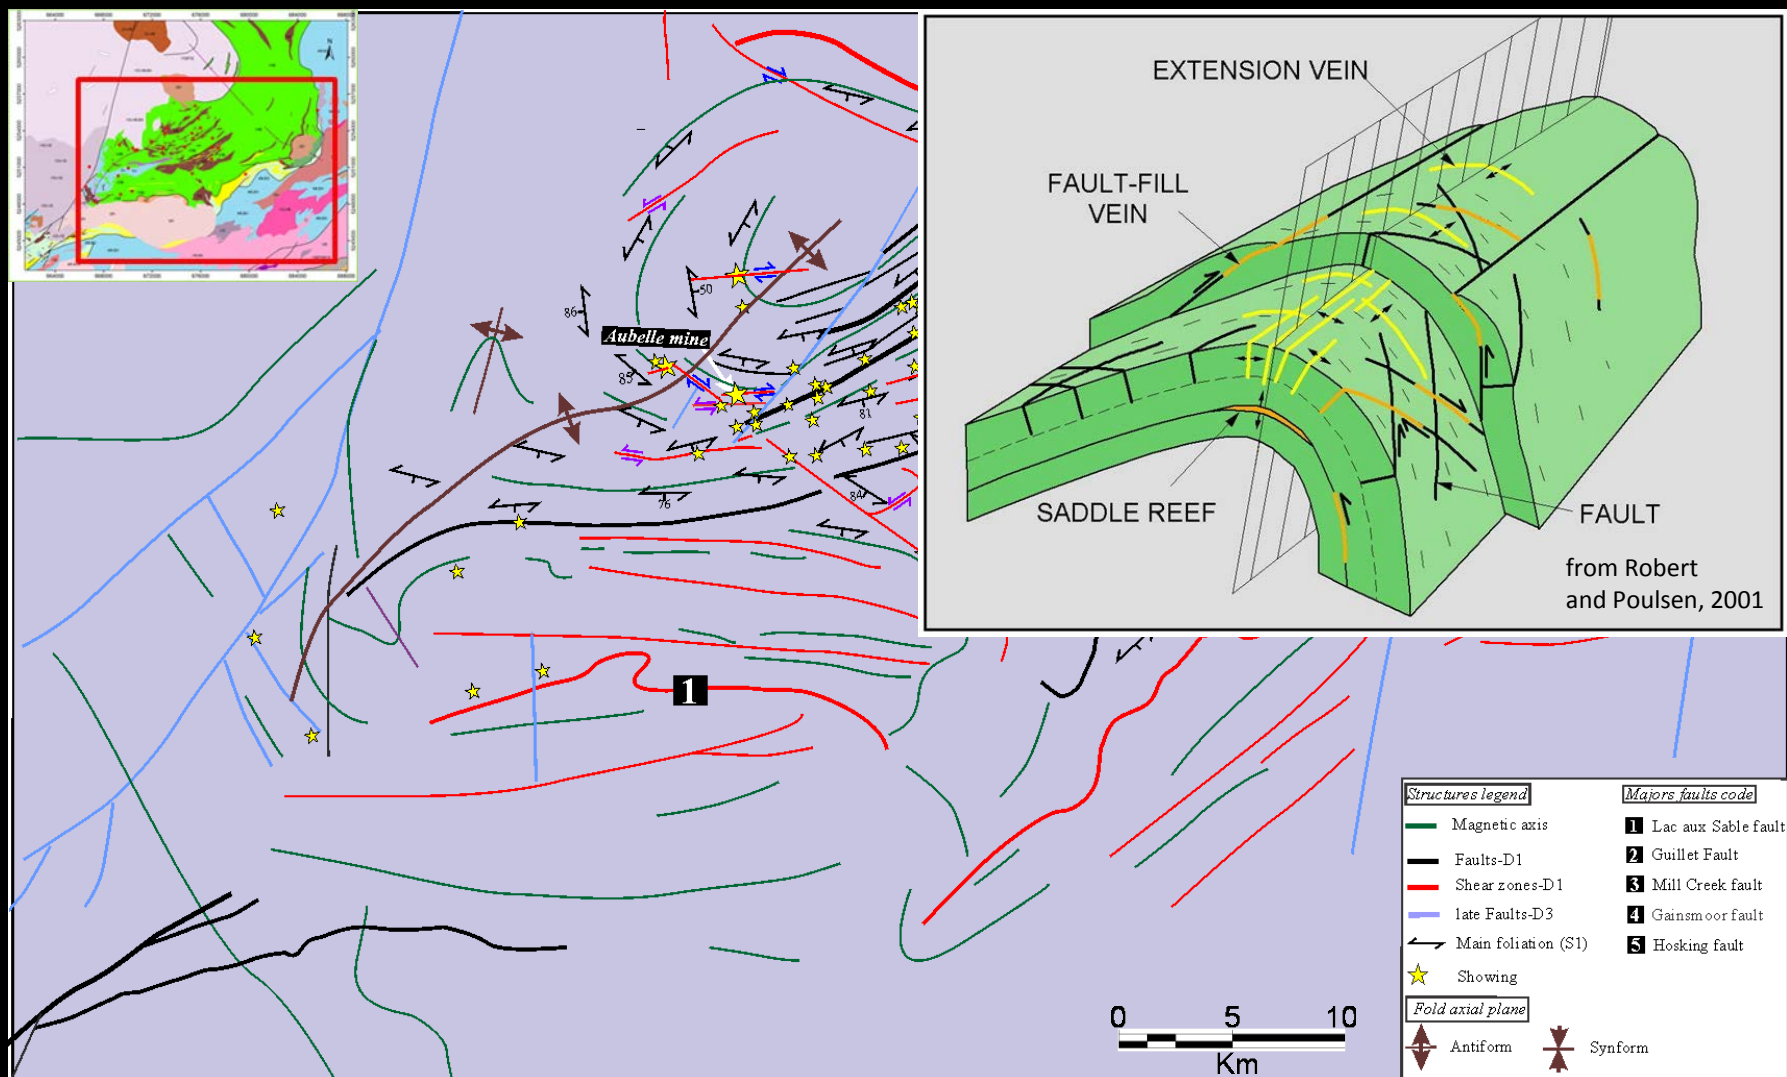 N
EXTENSION VEIN
FAULT-FILL
VEIN
SADDLE REEF
FAULT
from Robert
and Poulsen, 2001
50
86
Aubelle mine
85
81
84
76
1
0 5 10
Km
Structures legend
Magnetic axis
Faults-D1
Shear zones-D1
late Faults-D3
Main foliation (S1)
Showing
Fold axial plane
Antiform
Synform
Majors faults code
1 Lac aux Sable fault
2 Guillet Fault
3 Mill Creek fault
4 Gainsmoor fault
5 Hosking fault